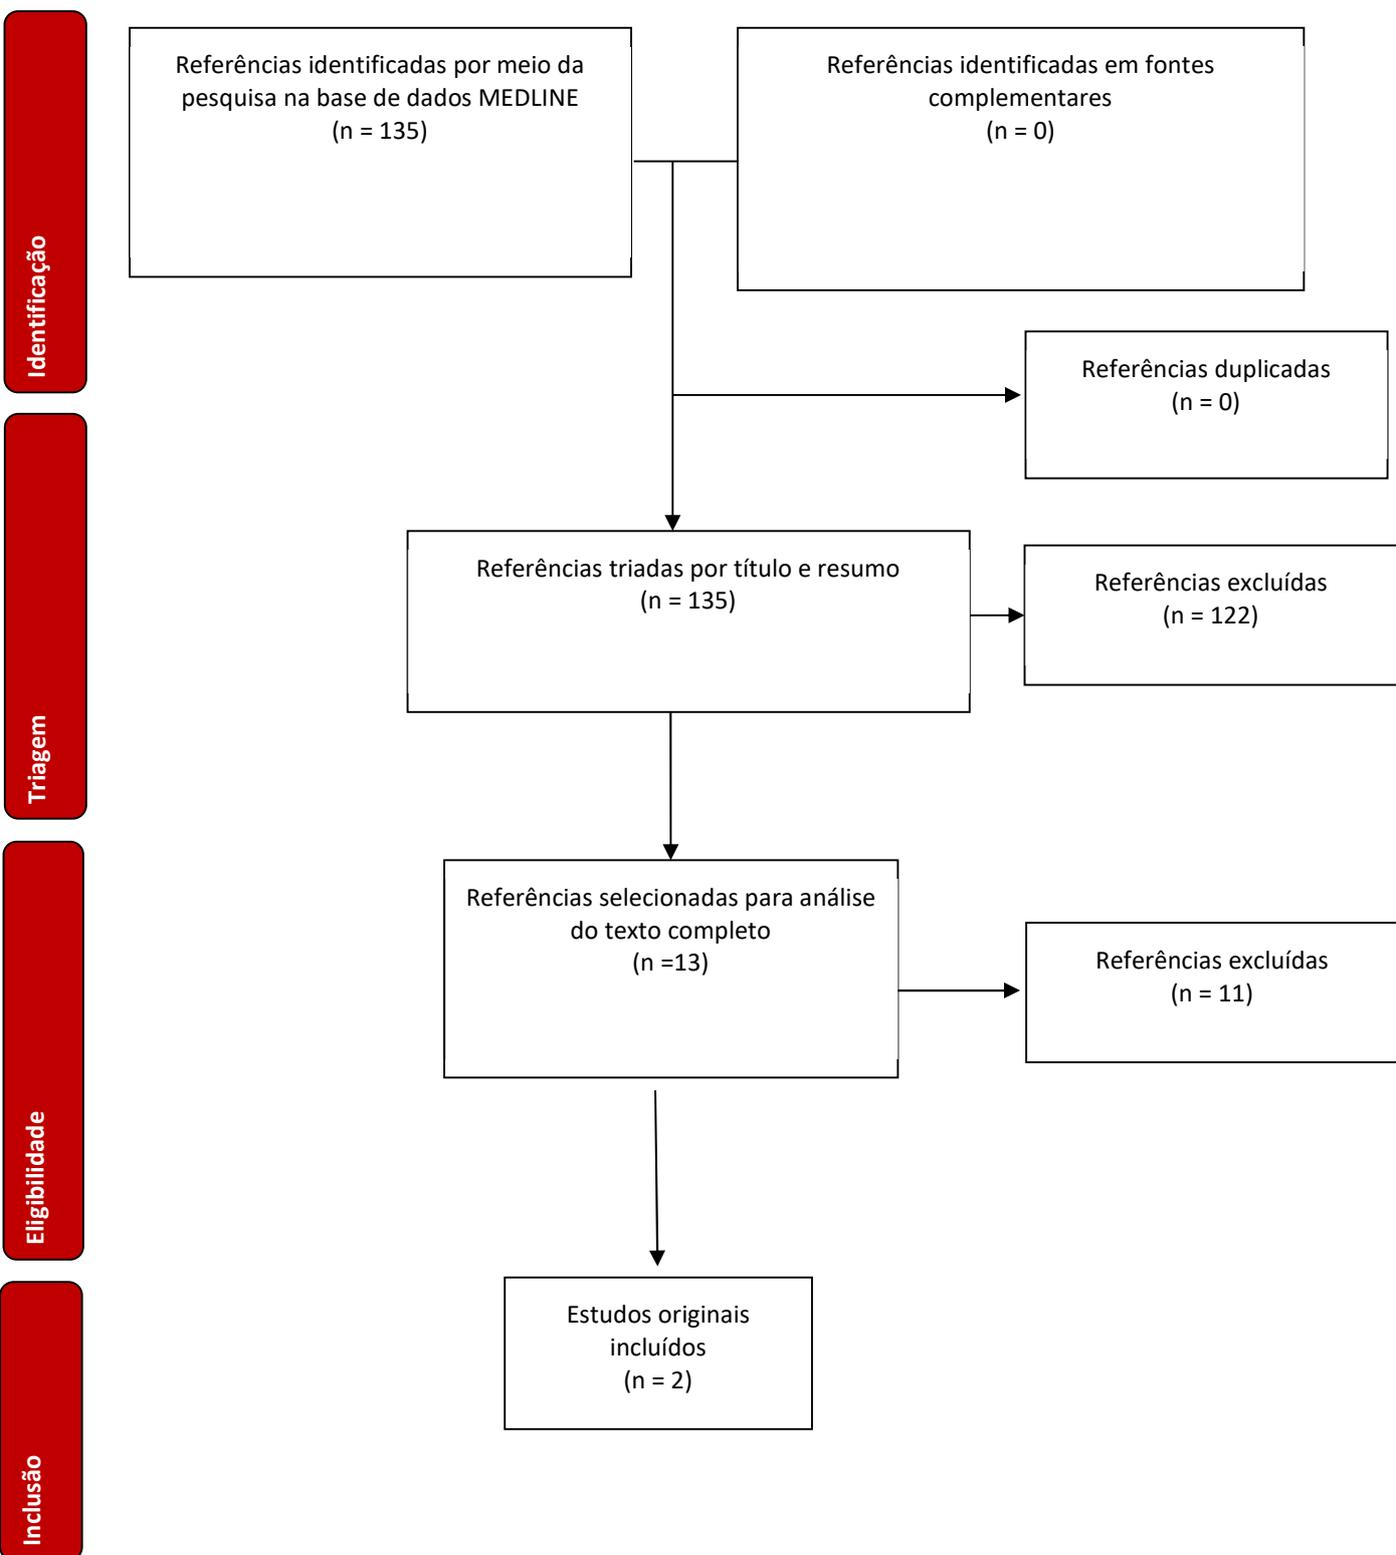 Identificação
Referências identificadas por meio da
pesquisa na base de dados MEDLINE
(n = 135)
Referências identificadas em fontes
complementares
(n = 0)
Referências duplicadas
(n = 0)
Triagem
Referências triadas por título e resumo
(n = 135)
Referências excluídas
(n = 122)
Eligibilidade
Referências selecionadas para análise
do texto completo
(n =13)
Referências excluídas
(n = 11)
Inclusão
Estudos originais
incluídos
(n = 2)